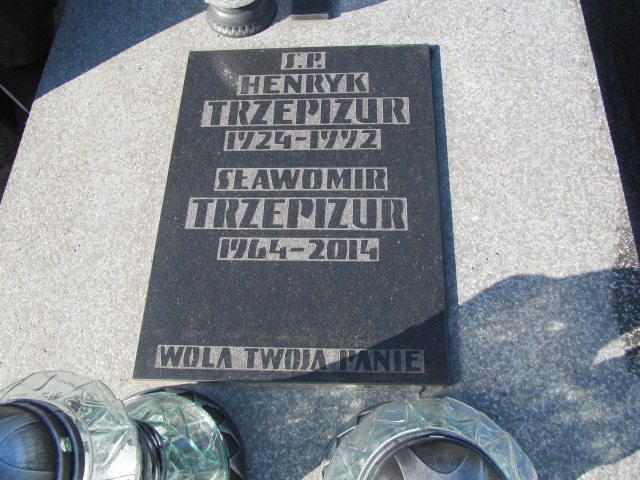 Ś.P.
HENRYK
TRZEPIZUR
1924-1992
SŁAWOMIR
TRZEPIZUR
1964-2014
WOLA TWOJA PANIE